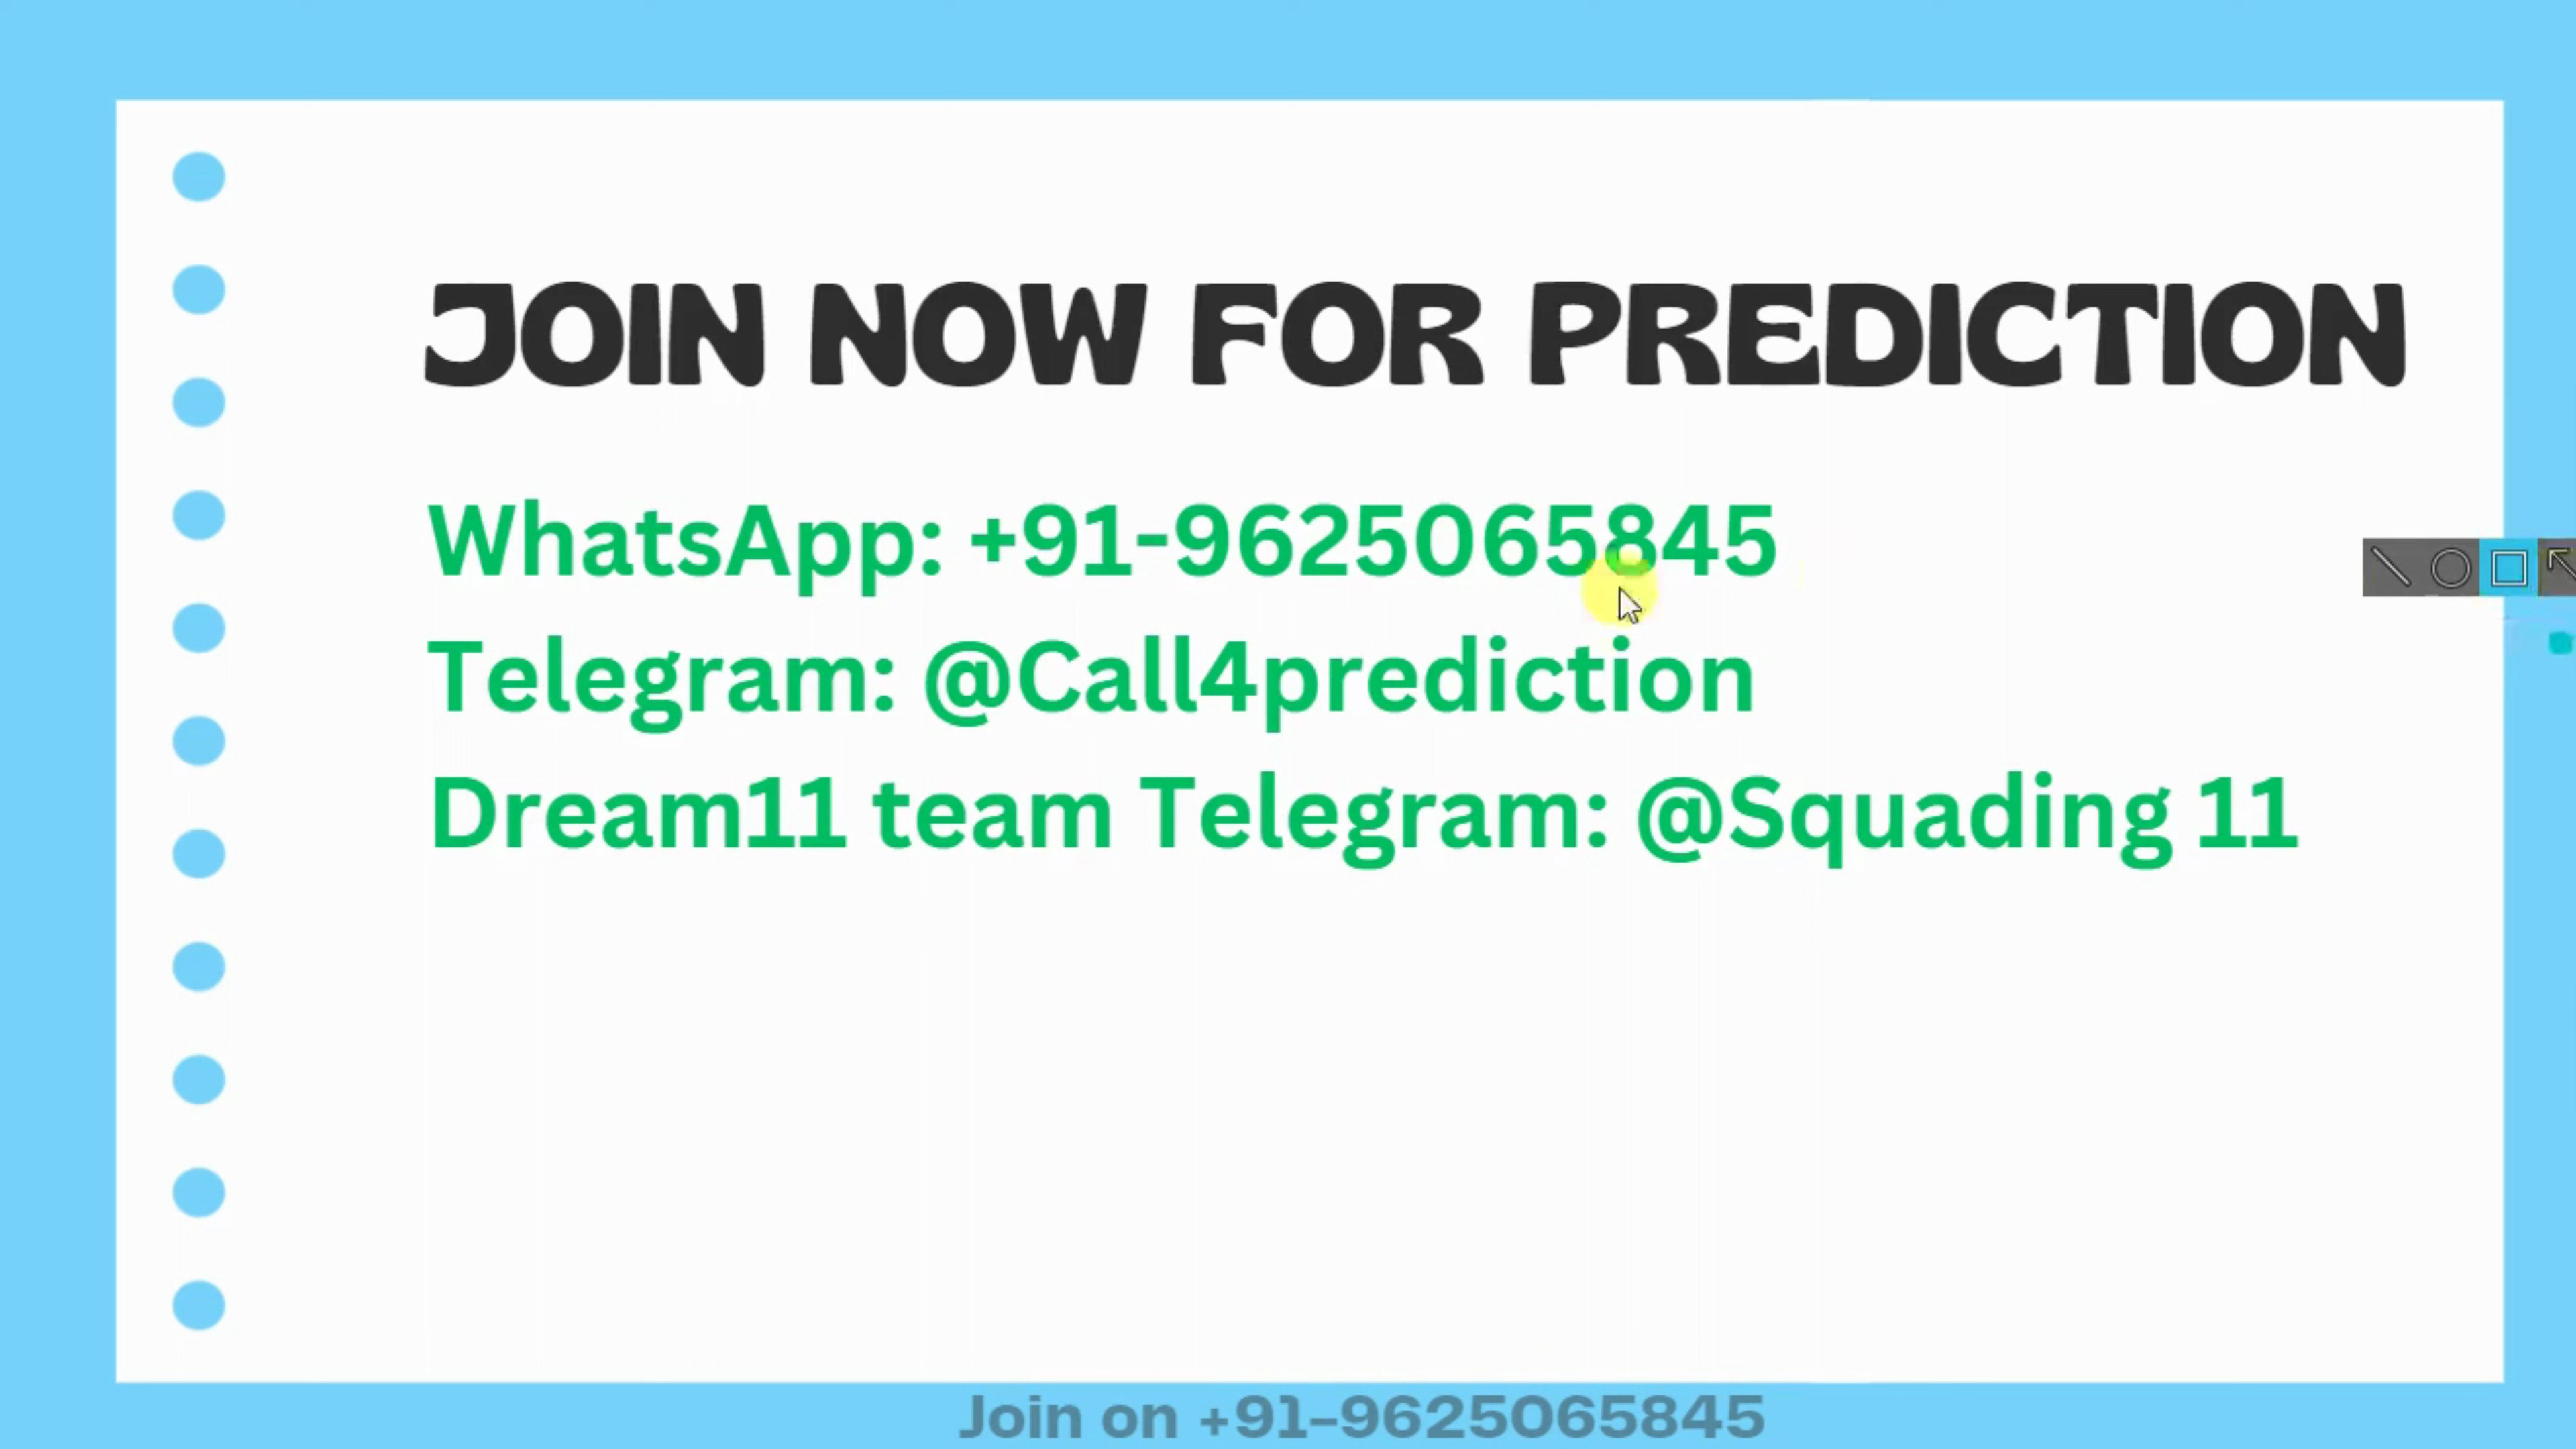 JOIN NOW FOR PREDICTION
WhatsApp: +91-9625065845
Telegram: @Call4prediction
Dream11 team Telegram: @Squading 11
Join on +91-9625065845